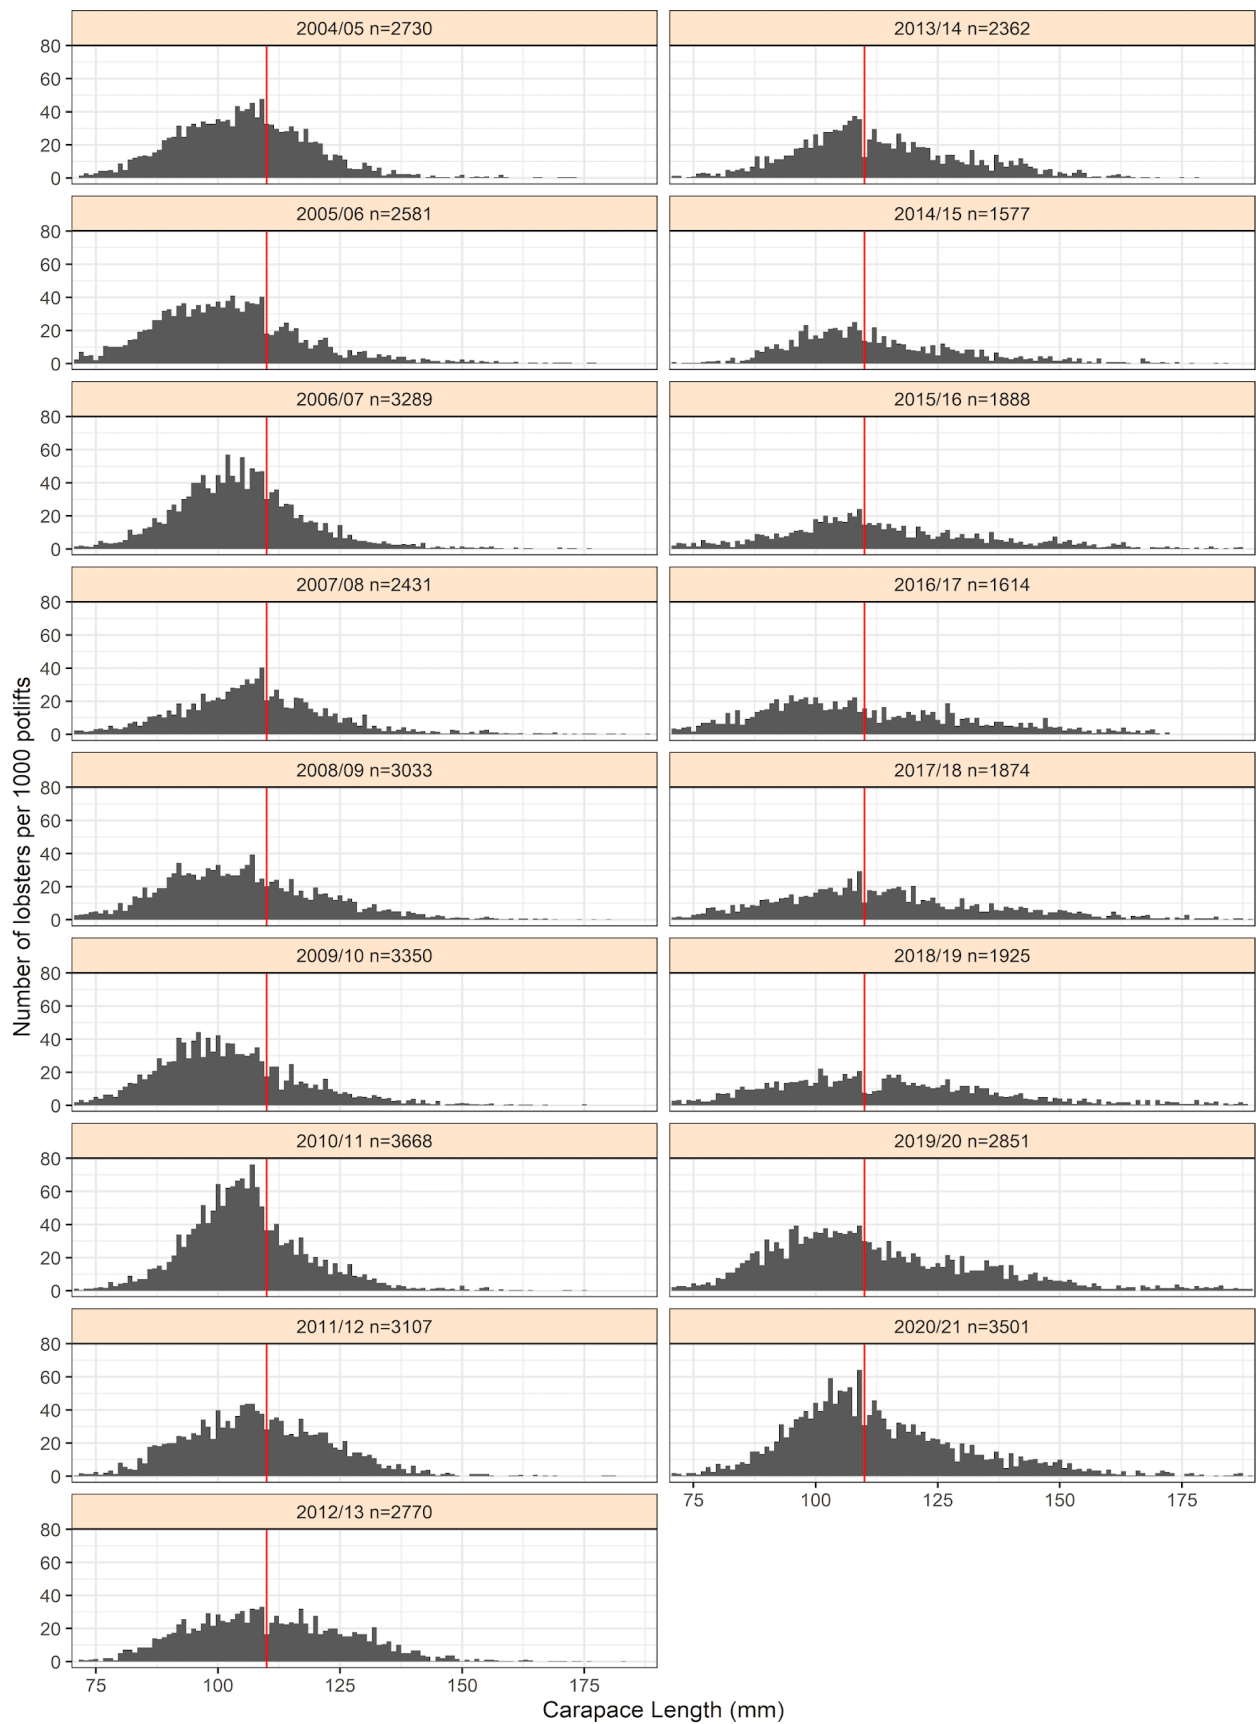 2004/05 n=2730
80
60
40
20
0
2005/06 n=2581
80
60
40
20
0
2006/07 n=3289
80
60
40
20
0
2007/08 n=2431
80
60
40
20
0
2008/09 n=3033
80
60
40
20
0
2009/10 n=3350
80
60
40
20
0
2010/11 n=3668
80
60
40
20
0
2011/12 n=3107
80
60
40
20
0
2012/13 n=2770
80
60
40
20
0
75 100 125 150 175
2013/14 n=2362
2014/15 n=1577
2015/16 n=1888
2016/17 n=1614
2017/18 n=1874
2018/19 n=1925
2019/20 n=2851
2020/21 n=3501
75 100 125 150 175
Number of lobsters per 1000 potlifts
Carapace Length (mm)